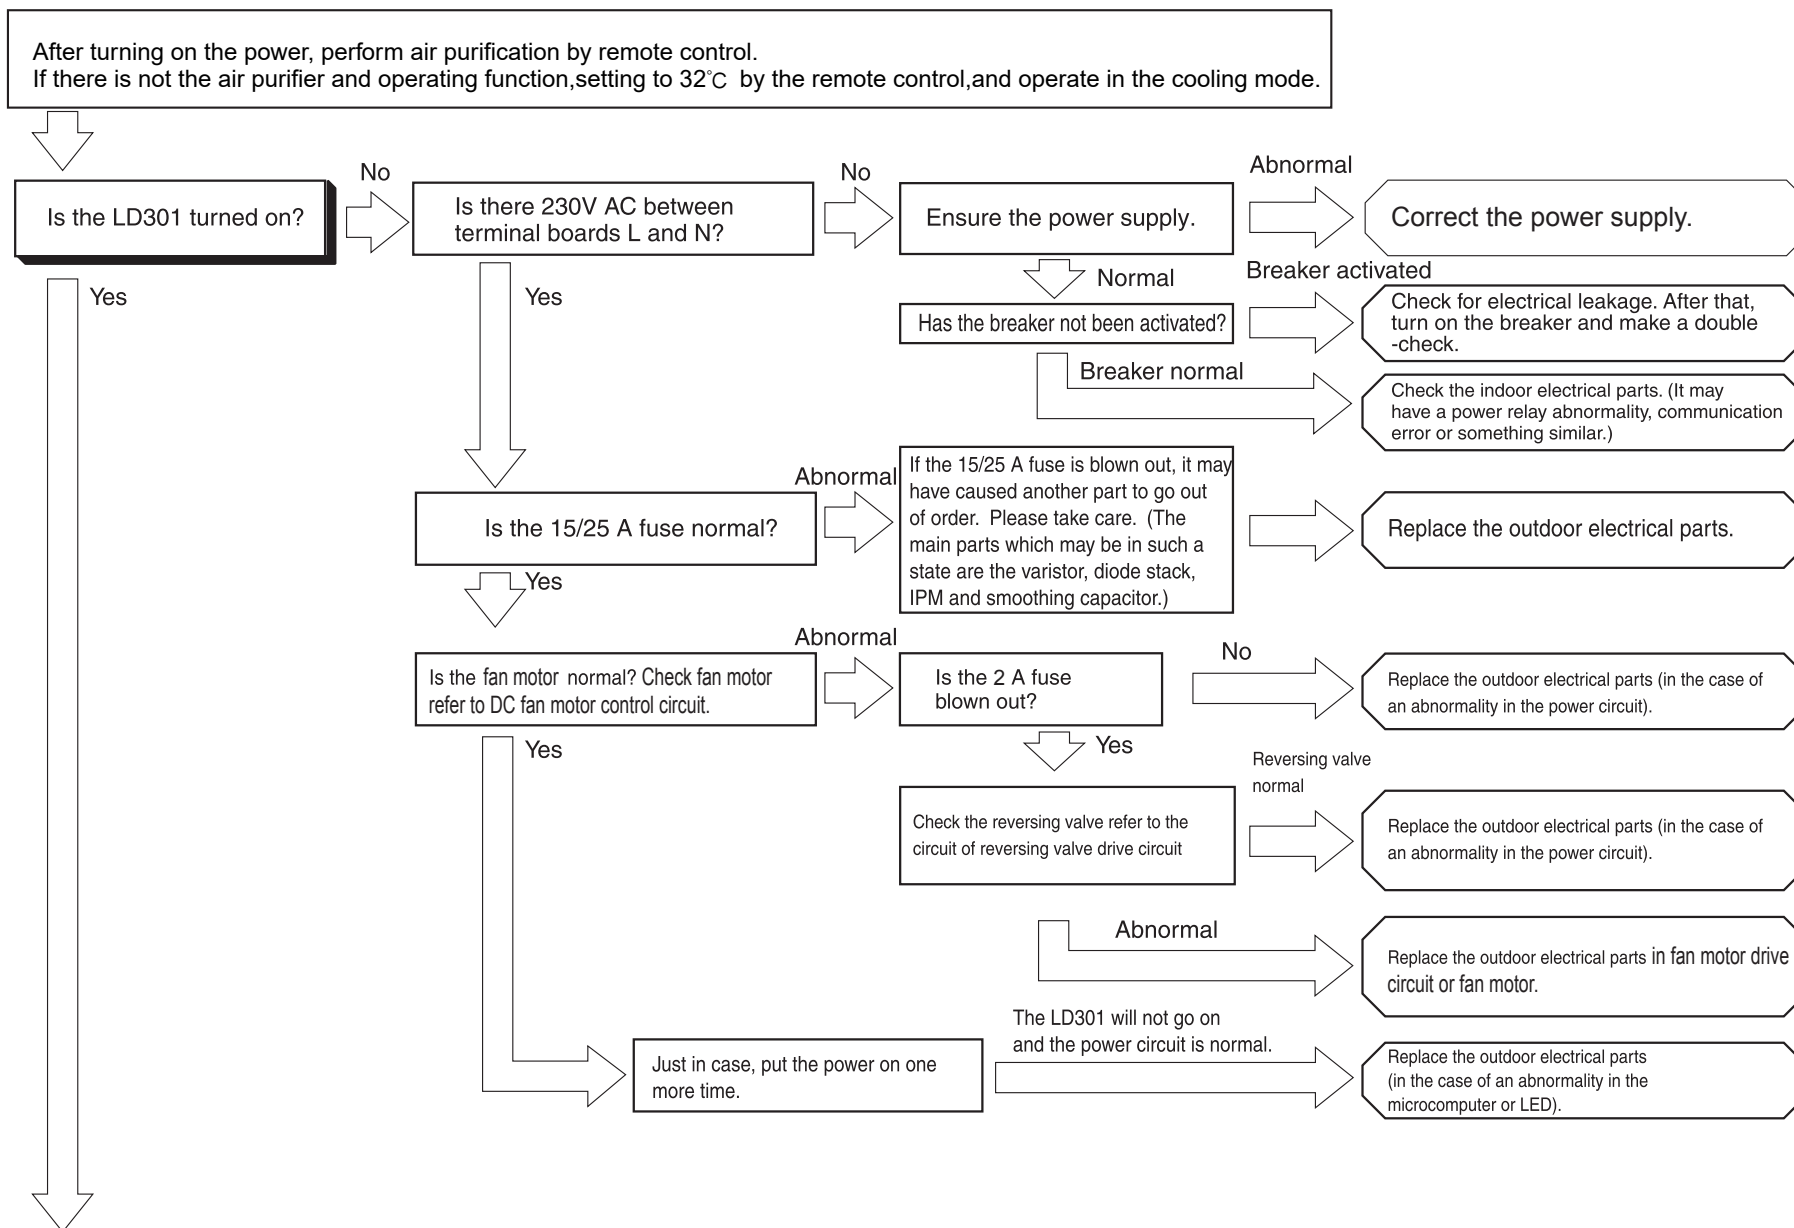 After turning on the power, perform air purification by remote control.
If there is not the air purifier and operating function,setting to 32°C by the remote control,and operate in the cooling mode.
Is the LD301 turned on?
No
Is there 230V AC between
terminal boards L and N?
No
Ensure the power supply.
Abnormal
Correct the power supply.
Yes
Yes
Normal
Breaker activated
Has the breaker not been activated?
Check for electrical leakage. After that,
turn on the breaker and make a double
-check.
Breaker normal
Check the indoor electrical parts. (It may
have a power relay abnormality, communication
error or something similar.)
Is the 15/25 A fuse normal?
Abnormal
If the 15/25 A fuse is blown out, it may
have caused another part to go out
of order. Please take care. (The
main parts which may be in such a
state are the varistor, diode stack,
IPM and smoothing capacitor.)
Replace the outdoor electrical parts.
Yes
Is the fan motor normal? Check fan motor
refer to DC fan motor control circuit.
Abnormal
Is the 2 A fuse
blown out?
No
Replace the outdoor electrical parts (in the case of
an abnormality in the power circuit).
Yes
Yes
Check the reversing valve refer to the
circuit of reversing valve drive circuit
Reversing valve
normal
Replace the outdoor electrical parts (in the case of
an abnormality in the power circuit).
Abnormal
Replace the outdoor electrical parts in fan motor drive
circuit or fan motor.
Just in case, put the power on one
more time.
The LD301 will not go on
and the power circuit is normal.
Replace the outdoor electrical parts
(in the case of an abnormality in the
microcomputer or LED).